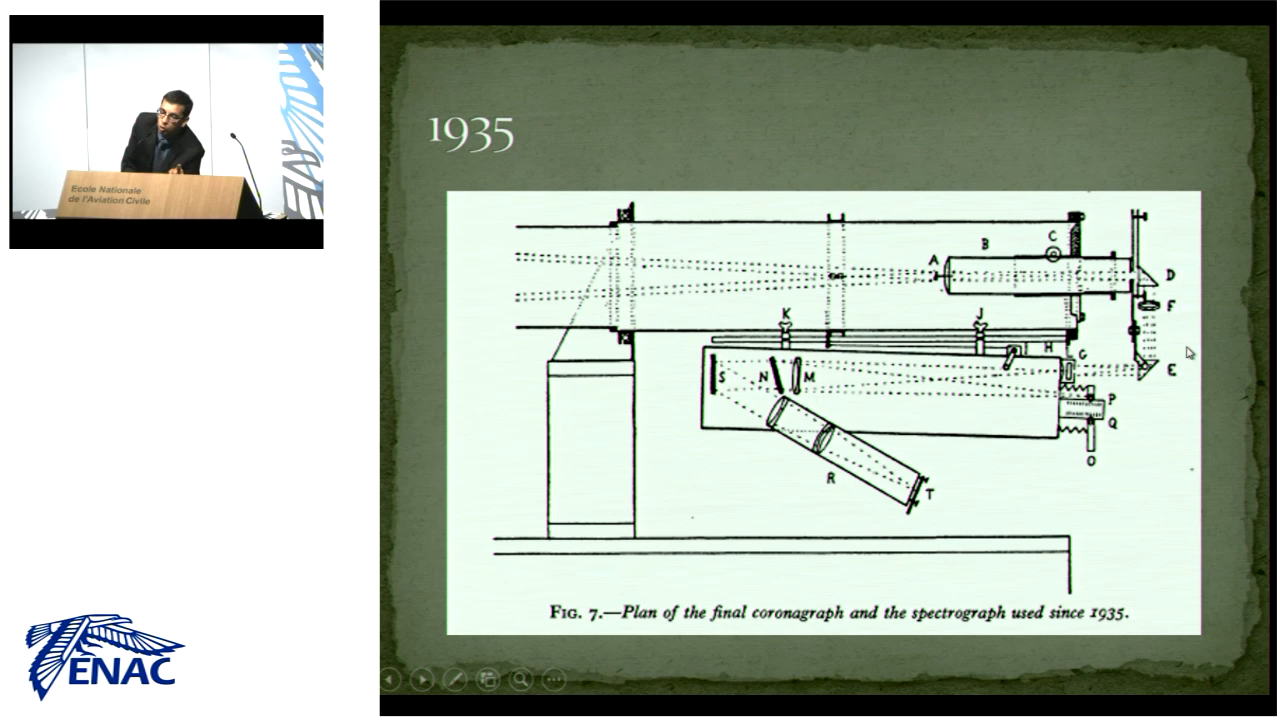 Ecole Nationale
de l'Aviation Civile
ENAC
1935
A
B
C
D
F
K
J
H
G
E
S
N
M
P
Q
O
R
T
FIG. 7.—Plan of the final coronagraph and the spectrograph used since 1935.